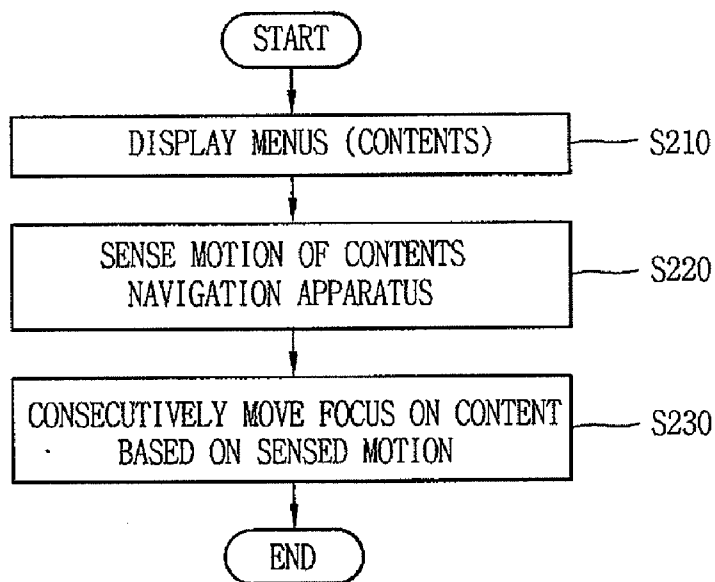 START
DISPLAY MENUS (CONTENTS)
S210
SENSE MOTION OF CONTENTS
NAVIGATION APPARATUS
S220
CONSECUTIVELY MOVE FOCUS ON CONTENT
BASED ON SENSED MOTION
S230
END